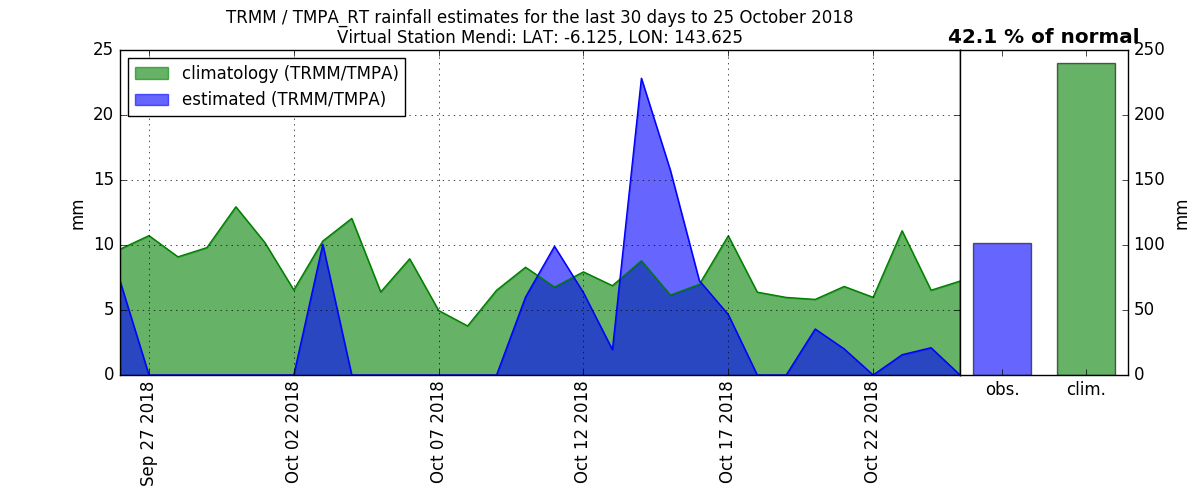 TRMM / TMPA_RT rainfall estimates for the last 30 days to 25 October 2018
Virtual Station Mendi: LAT: -6.125, LON: 143.625
42.1 % of normal
climatology (TRMM/TMPA)
estimated (TRMM/TMPA)
25
20
15
10
5
0
mm
Sep 27 2018
Oct 02 2018
Oct 07 2018
Oct 12 2018
Oct 17 2018
Oct 22 2018
250
200
150
100
50
0
mm
obs.
clim.